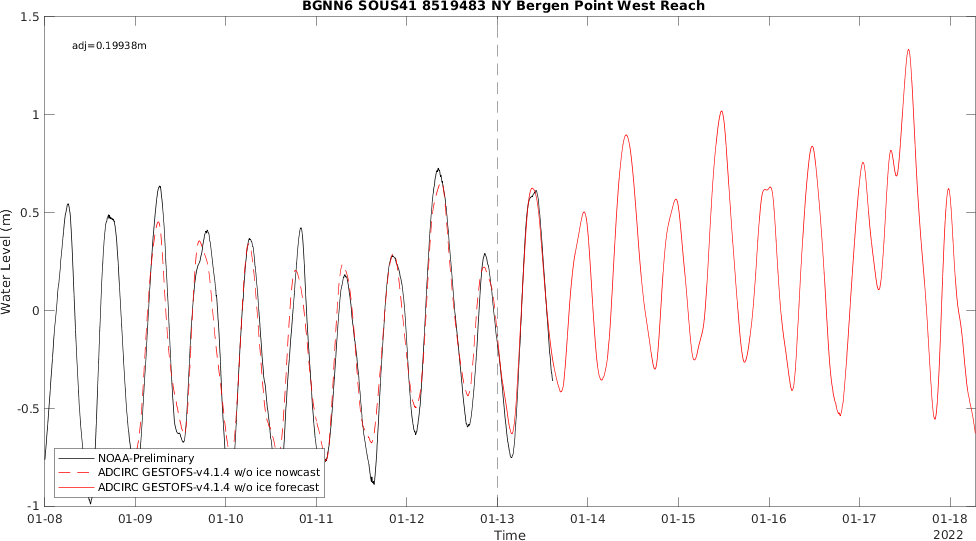 BGNN6 SOUS41 8519483 NY Bergen Point West Reach
adj=0.19938m
1.5
1
0.5
0
-0.5
-1
Water Level (m)
NOAA-Preliminary
ADCIRC GESTOFS-v4.1.4 w/o ice nowcast
ADCIRC GESTOFS-v4.1.4 w/o ice forecast
01-08 01-09 01-10 01-11 01-12 01-13 01-14 01-15 01-16 01-17 01-18
Time
2022